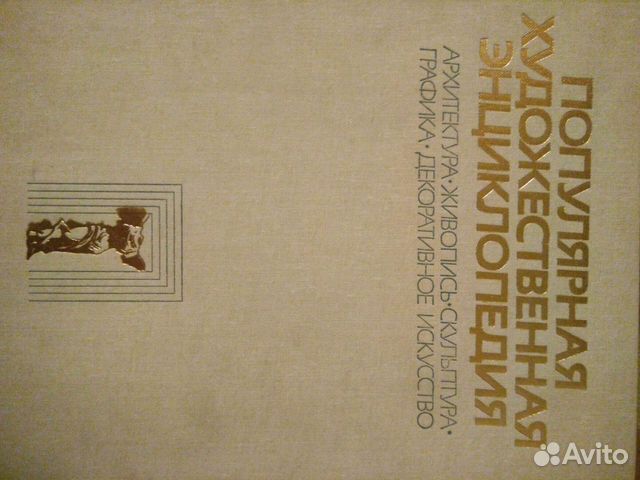 ПОПУЛЯРНАЯ
ХУДОЖЕСТВЕННАЯ
ЭНЦИКЛОПЕДИЯ
АРХИТЕКТУРА·ЖИВОПИСЬ·СКУЛЬПТУРА·
ГРАФИКА·ДЕКОРАТИВНОЕ ИСКУССТВО
Avito